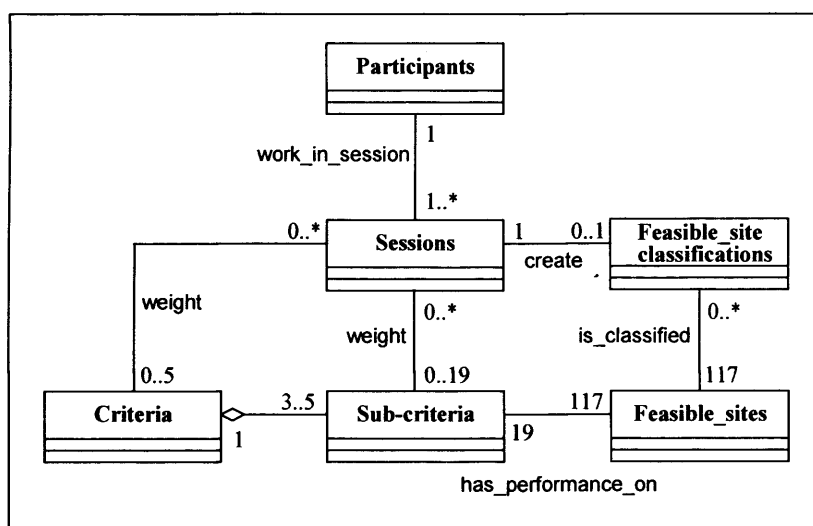 Participants
1
work_in_session
1..*
0..*
Sessions
1
0..1
create
Feasible_site
classifications
weight
0..*
weight
0..*
is_classified
0..5
0..19
117
Criteria
1
3..5
Sub-criteria
19
117
Feasible_sites
has_performance_on